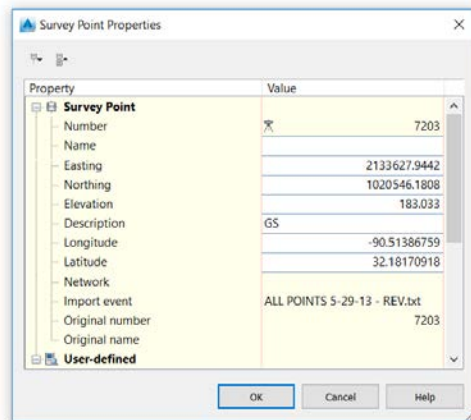 Survey Point Properties
Property Value
Survey Point
Number 7203
Name
Easting 2133627.9442
Northing 1020546.1808
Elevation 183.033
Description GS
Longitude -90.51386759
Latitude 32.18170918
Network
Import event ALL POINTS 5-29-13 - REV.txt
Original number 7203
Original name
User-defined
OK Cancel Help